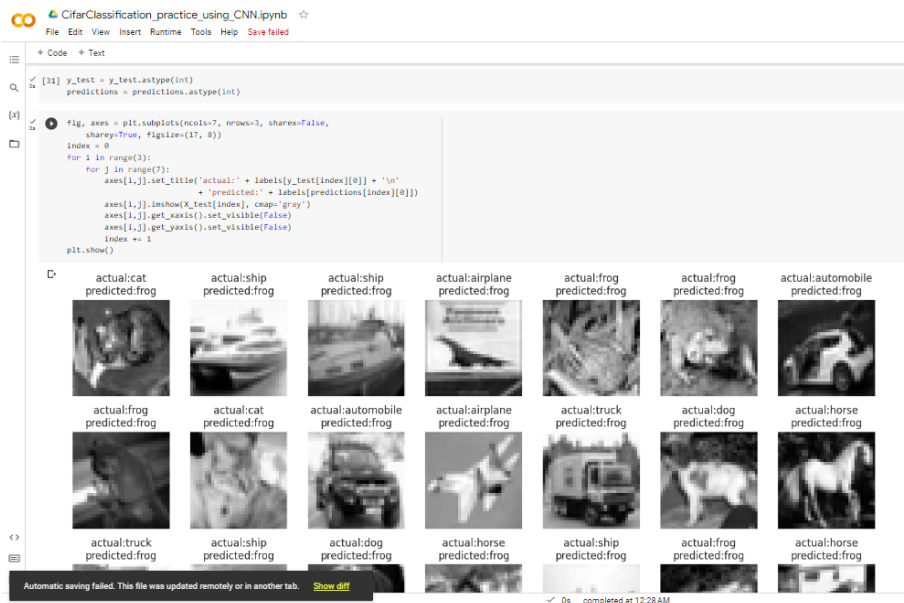 CifarClassification_practice_using_CNN.ipynb
File Edit View Insert Runtime Tools Help Save failed
+ Code + Text
[31] y_test = y_test.astype(int)
predictions = predictions.astype(int)
fig, axes = plt.subplots(ncols=7, nrows=3, sharex=False,
sharey=True, figsize=(17, 8))
index = 0
for i in range(3):
for j in range(7):
axes[i,j].set_title('actual:' + labels[y_test[index][0]] + '\n'
+ 'predicted:' + labels[predictions[index][0]])
axes[i,j].imshow(X_test[index], cmap='gray')
axes[i,j].get_xaxis().set_visible(False)
axes[i,j].get_yaxis().set_visible(False)
index += 1
plt.show()
actual:cat actual:ship actual:ship actual:airplane actual:frog actual:frog actual:automobile
predicted:frog predicted:frog predicted:frog predicted:frog predicted:frog predicted:frog predicted:frog
actual:frog actual:cat actual:automobile actual:airplane actual:truck actual:dog actual:horse
predicted:frog predicted:frog predicted:frog predicted:frog predicted:frog predicted:frog predicted:frog
actual:truck actual:ship actual:dog actual:horse actual:ship actual:frog actual:horse
predicted:frog predicted:frog predicted:frog predicted:frog predicted:frog predicted:frog predicted:frog
Automatic saving failed. This file was updated remotely or in another tab. Show diff
0s completed at 12:28 AM